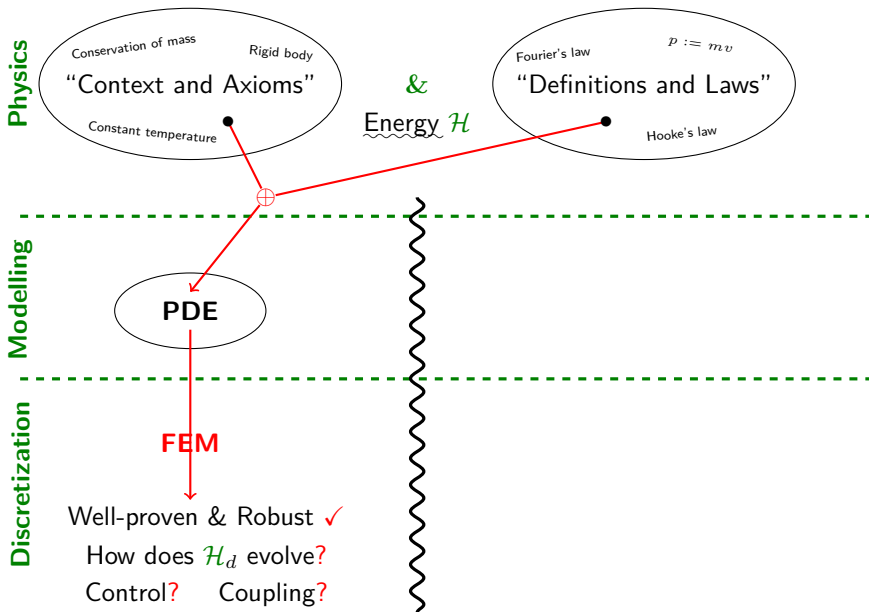 Physics
Conservation of mass
Rigid body
“Context and Axioms”
Constant temperature
&
Energy ℋ
Fourier's law
p := mv
“Definitions and Laws”
Hooke's law
⊕
Modelling
PDE
Discretization
FEM
Well-proven & Robust ✓
How does ℋ_d evolve?
Control? Coupling?